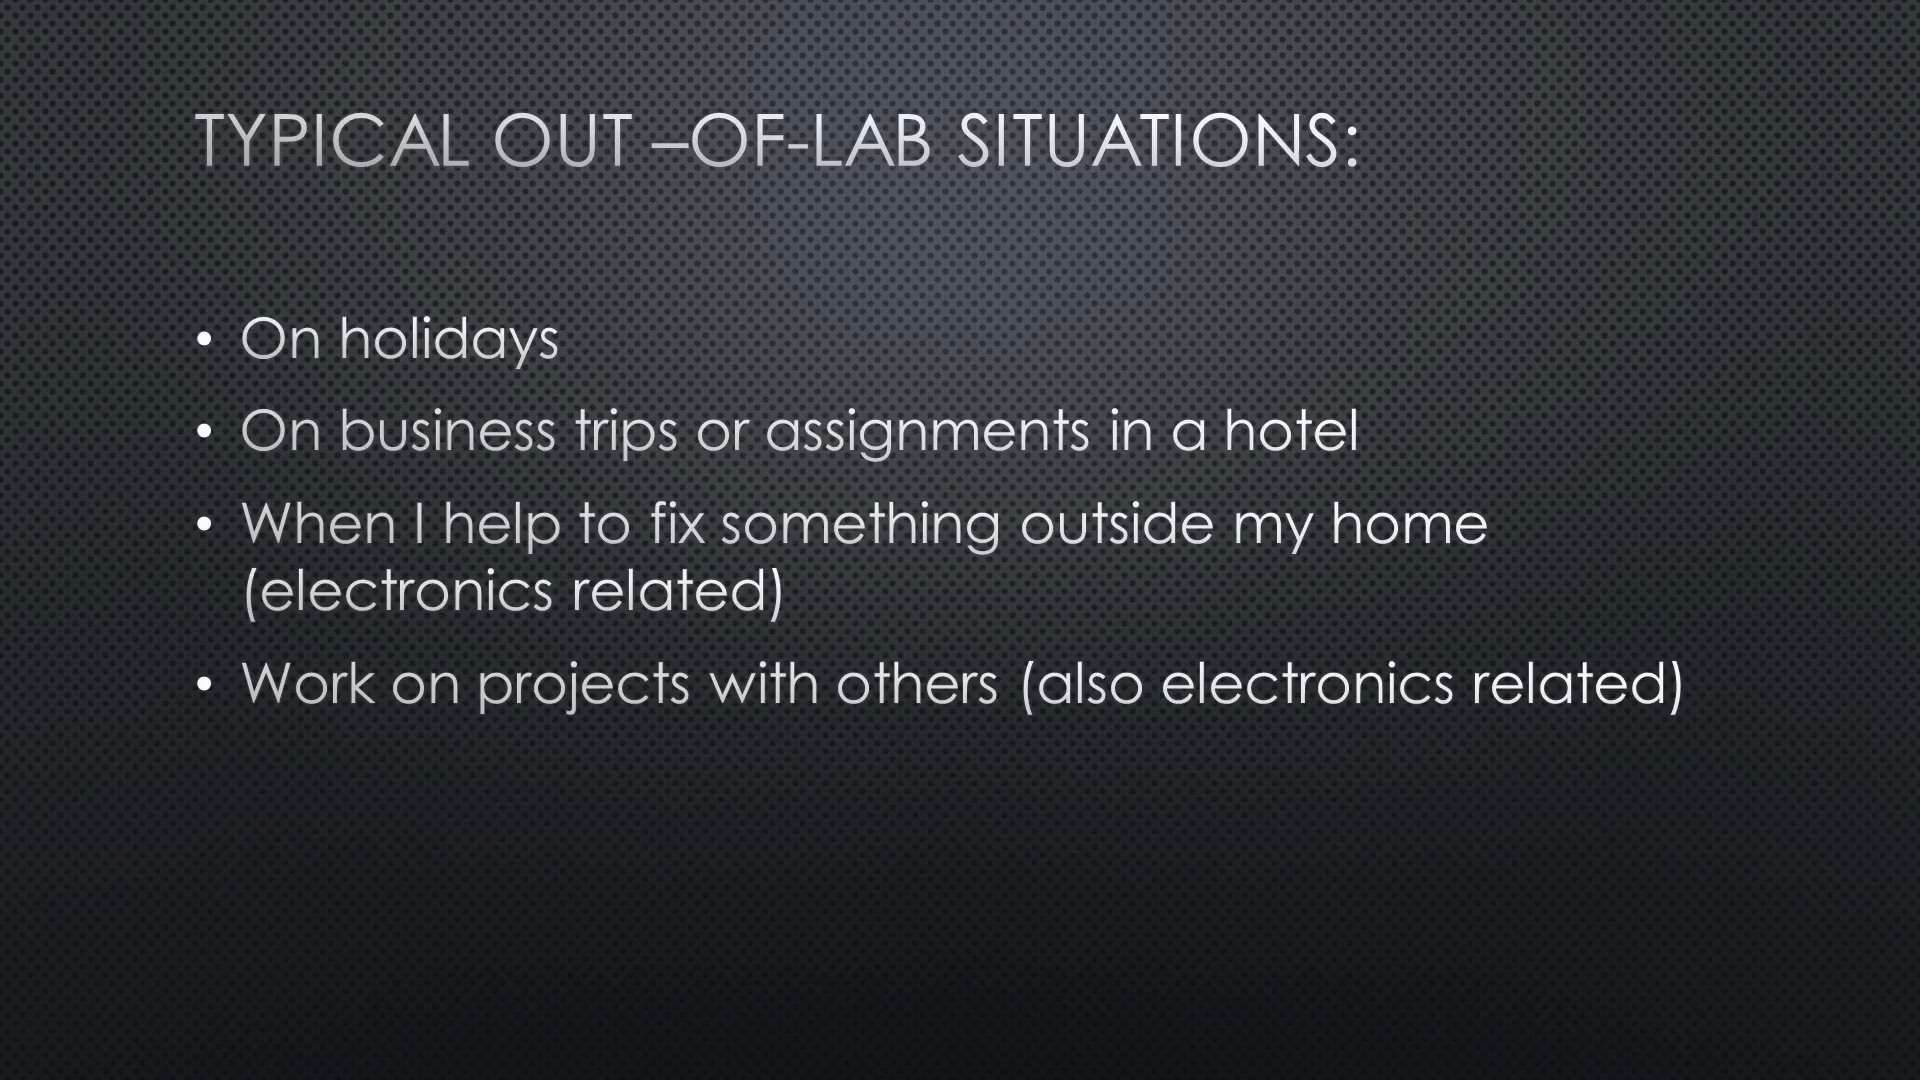 TYPICAL OUT –OF-LAB SITUATIONS:
• On holidays
• On business trips or assignments in a hotel
• When I help to fix something outside my home
(electronics related)
• Work on projects with others (also electronics related)